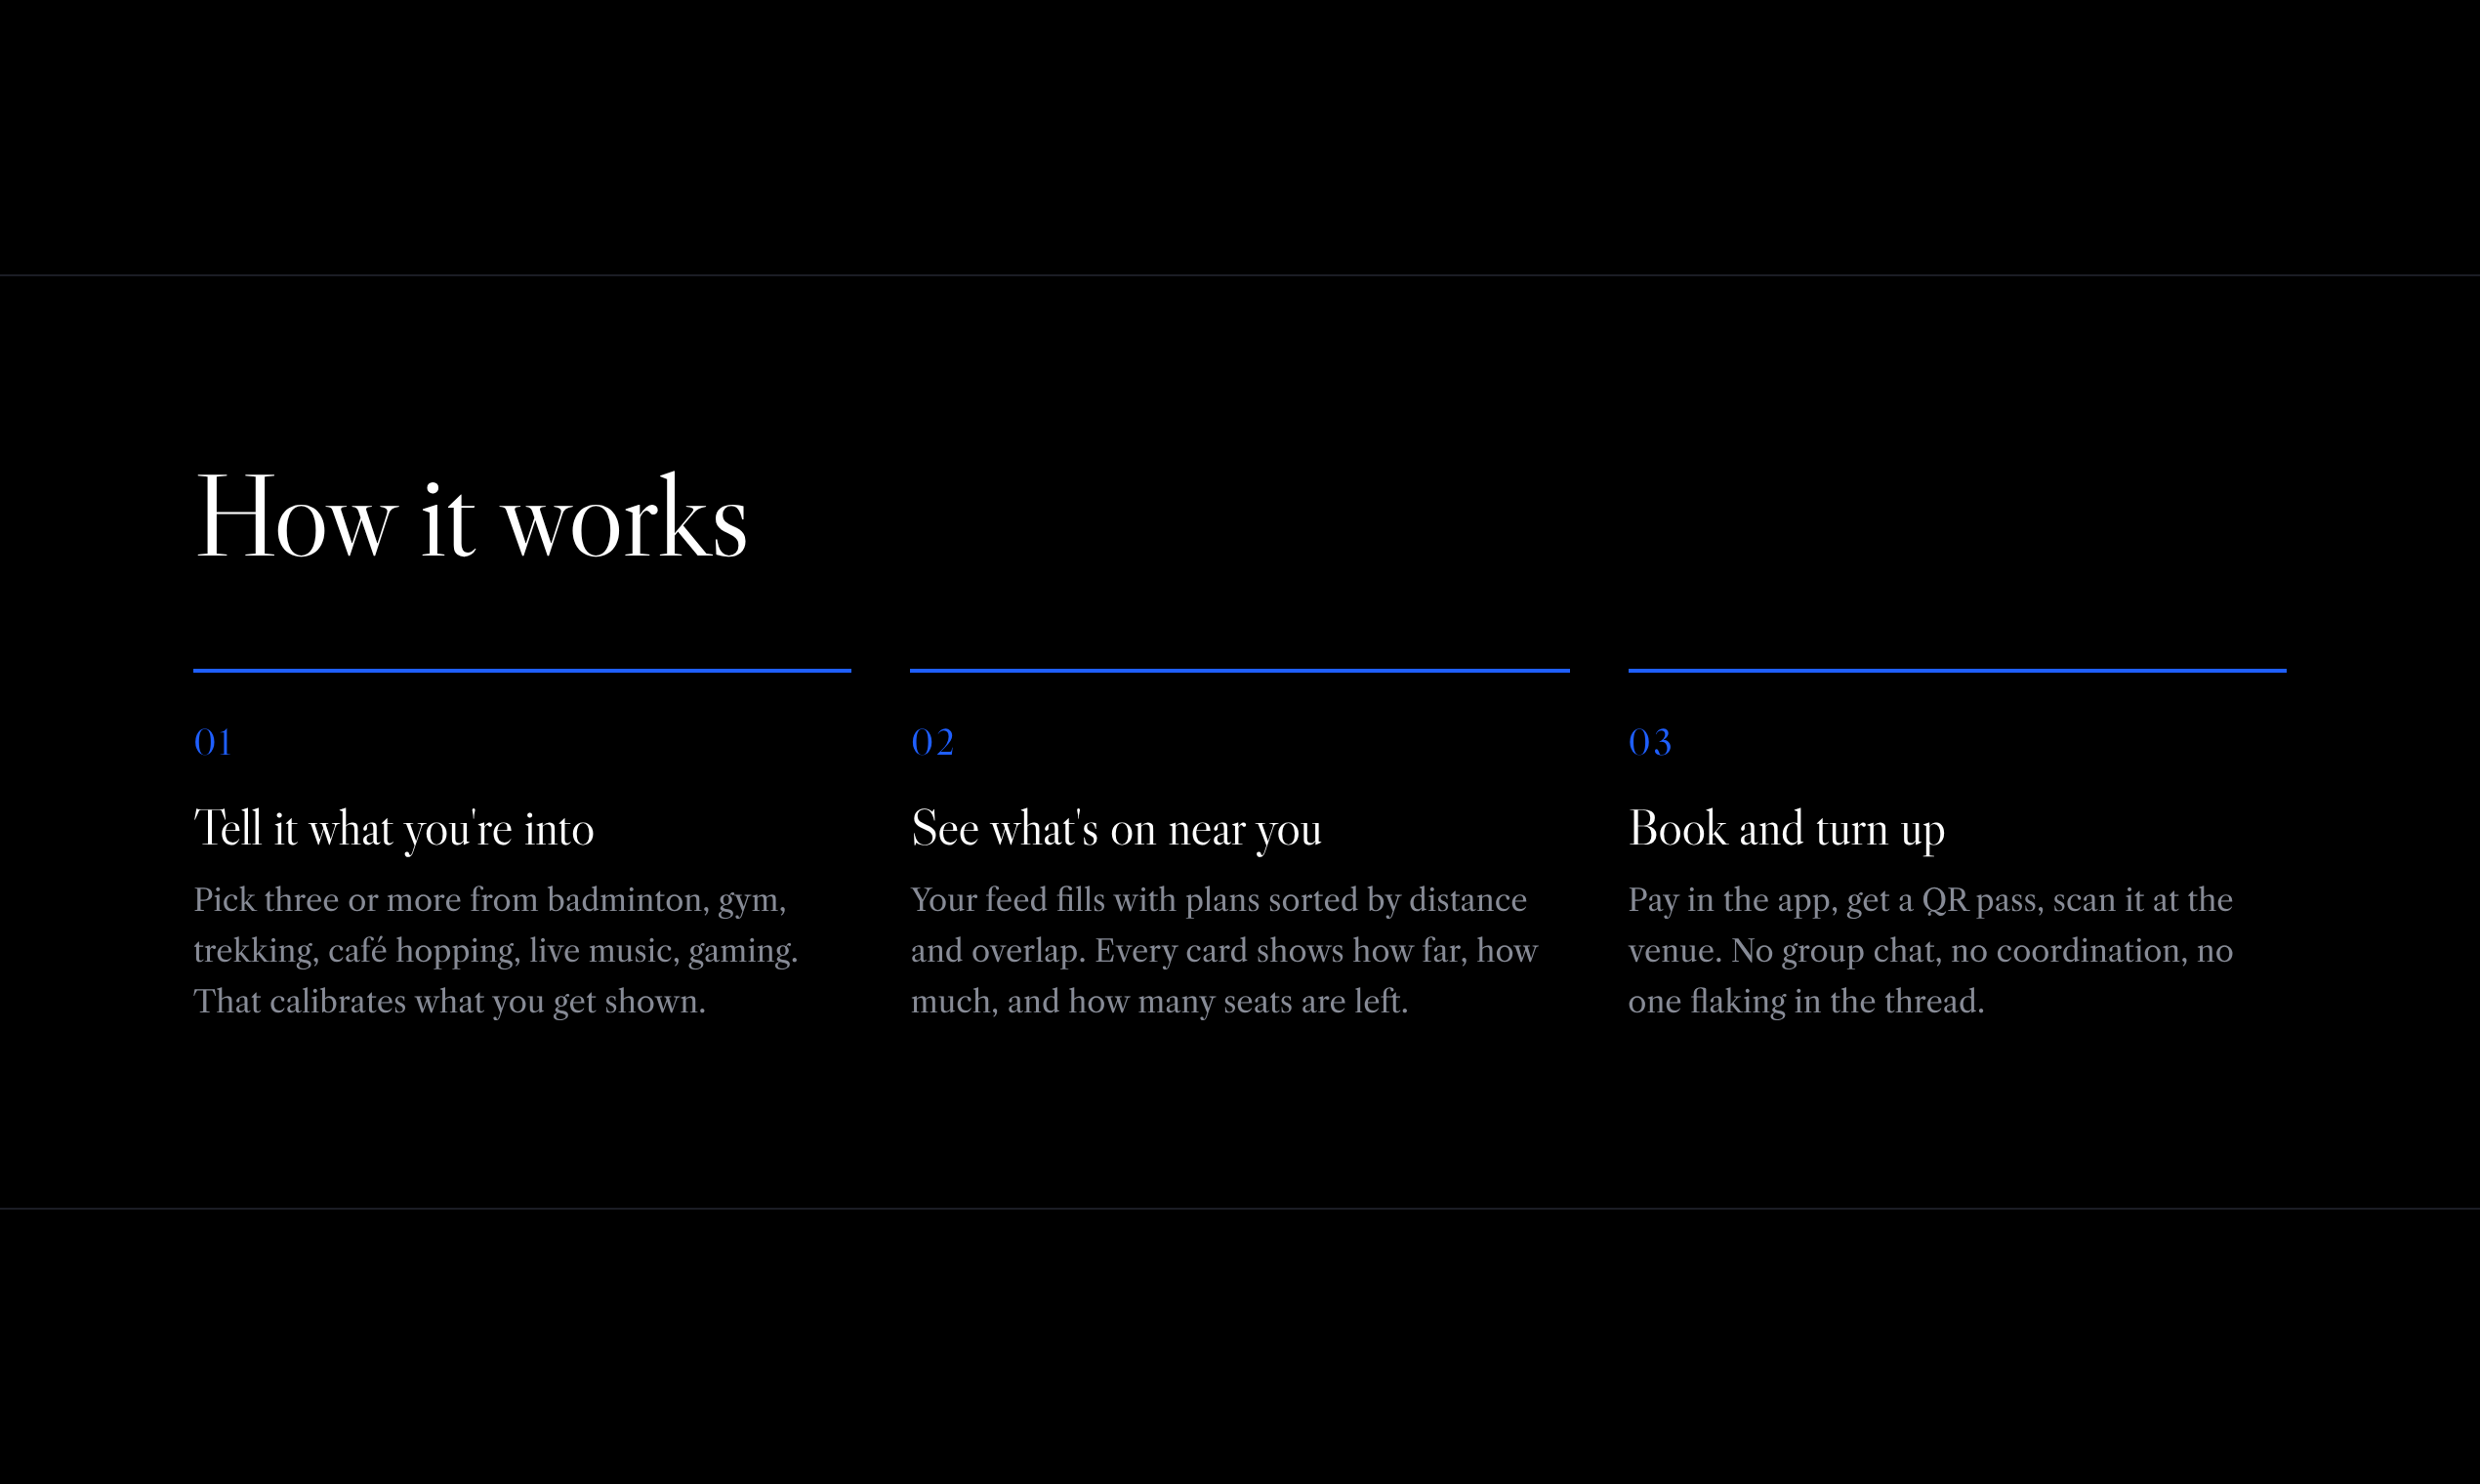 How it works
01
Tell it what you're into
Pick three or more from badminton, gym,
trekking, café hopping, live music, gaming.
That calibrates what you get shown.
02
See what's on near you
Your feed fills with plans sorted by distance
and overlap. Every card shows how far, how
much, and how many seats are left.
03
Book and turn up
Pay in the app, get a QR pass, scan it at the
venue. No group chat, no coordination, no
one flaking in the thread.